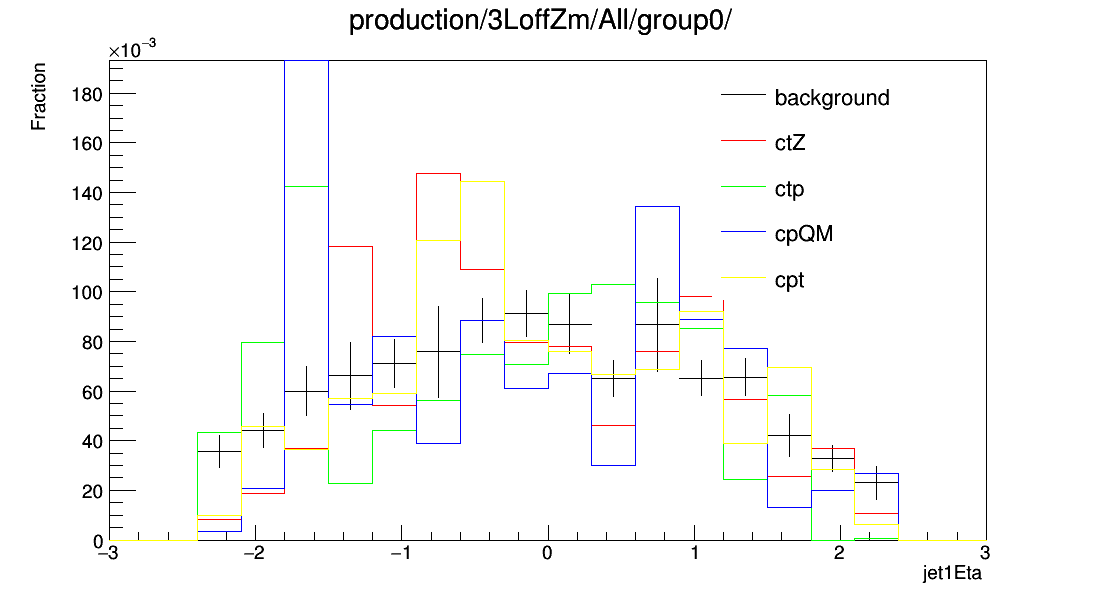 production/3LoffZm/All/group0/
×10⁻³
Fraction
180
160
140
120
100
80
60
40
20
0
background
ctZ
ctp
cpQM
cpt
−3 −2 −1 0 1 2 3
jet1Eta